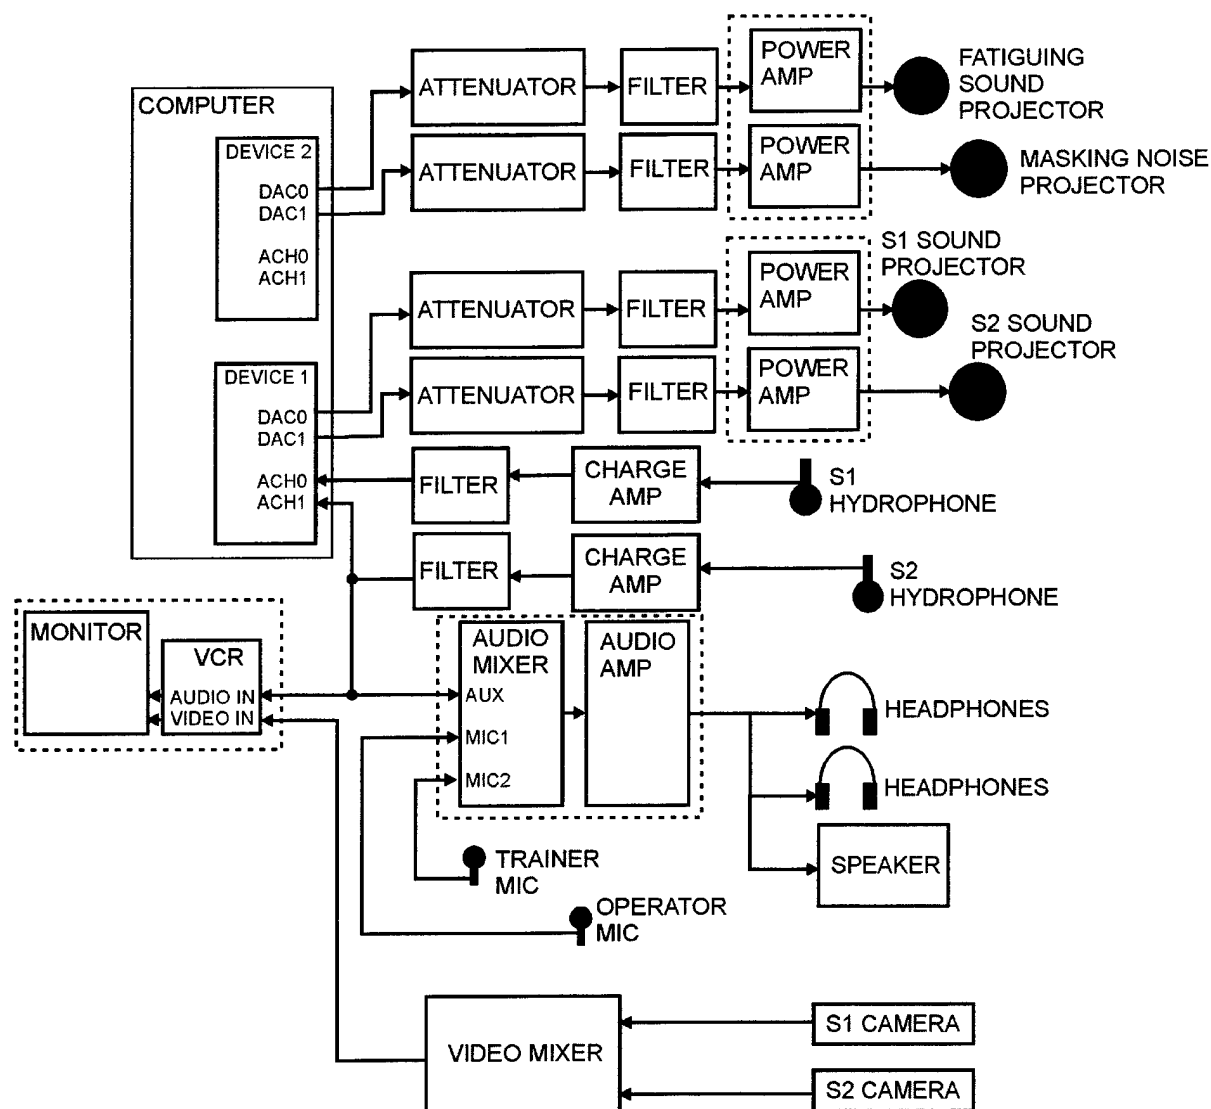 COMPUTER
DEVICE 2
DAC0
DAC1
ACH0
ACH1
ATTENUATOR
FILTER
POWER
AMP
FATIGUING
SOUND
PROJECTOR
ATTENUATOR
FILTER
POWER
AMP
MASKING NOISE
PROJECTOR
DEVICE 1
DAC0
DAC1
ACH0
ACH1
ATTENUATOR
FILTER
POWER
AMP
S1 SOUND
PROJECTOR
ATTENUATOR
FILTER
POWER
AMP
S2 SOUND
PROJECTOR
FILTER
CHARGE
AMP
S1
HYDROPHONE
FILTER
CHARGE
AMP
S2
HYDROPHONE
MONITOR
VCR
AUDIO IN
VIDEO IN
AUDIO
MIXER
AUX
MIC1
MIC2
AUDIO
AMP
HEADPHONES
HEADPHONES
SPEAKER
TRAINER
MIC
OPERATOR
MIC
VIDEO MIXER
S1 CAMERA
S2 CAMERA